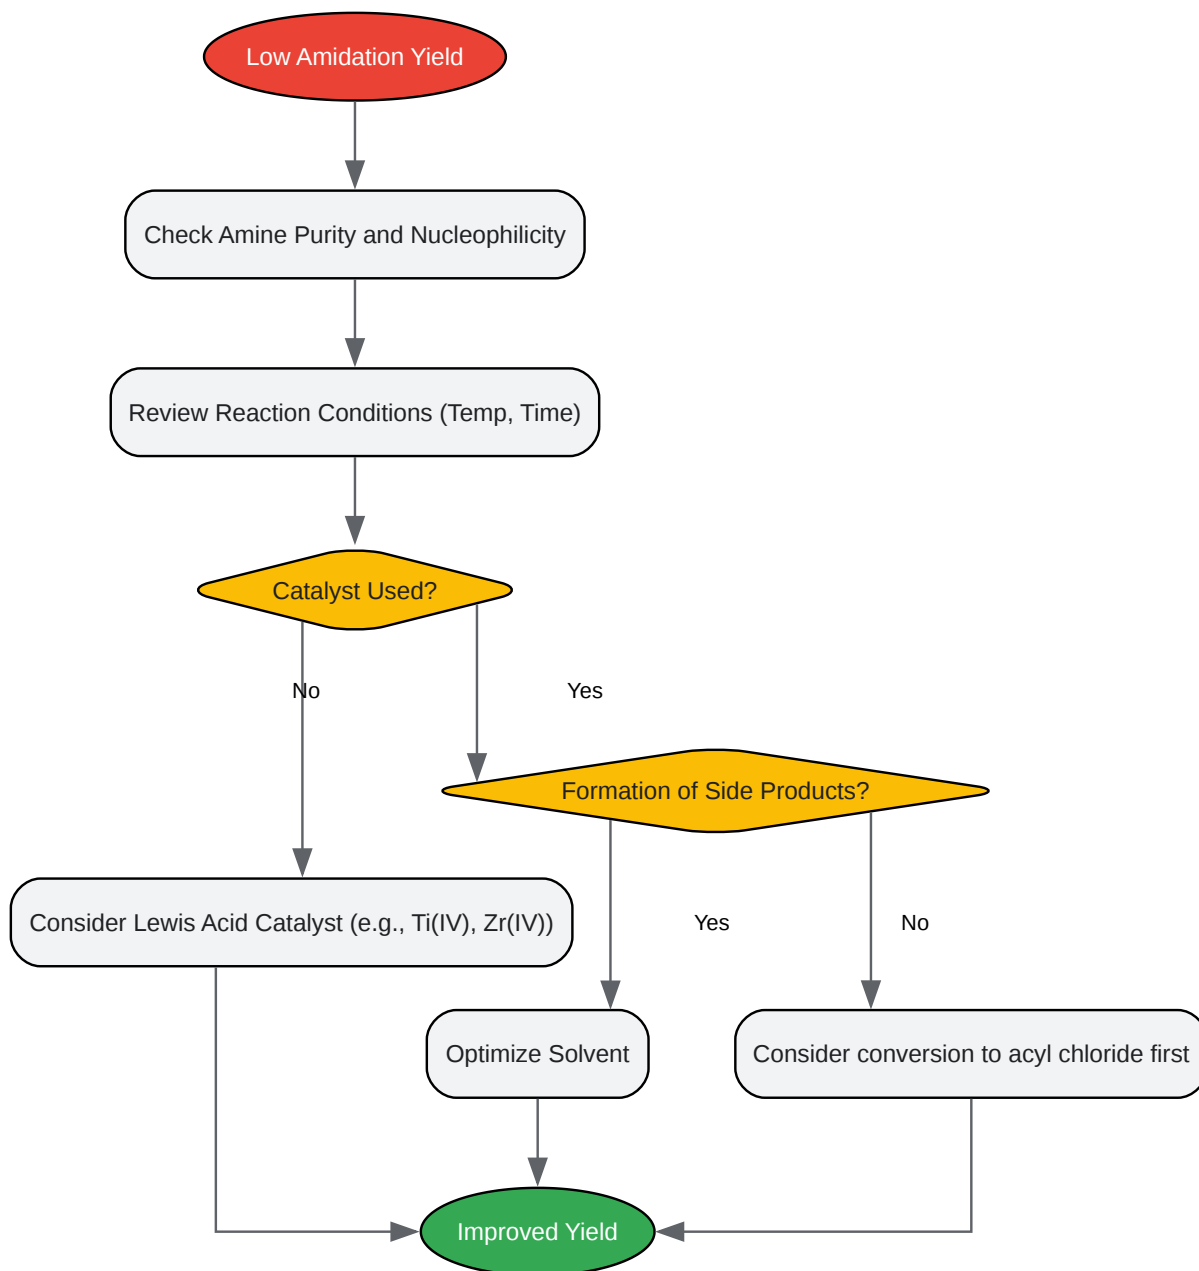 Low Amidation Yield
Check Amine Purity and Nucleophilicity
Review Reaction Conditions (Temp, Time)
Catalyst Used?
No
Yes
Formation of Side Products?
Consider Lewis Acid Catalyst (e.g., Ti(IV), Zr(IV))
Yes
No
Optimize Solvent
Consider conversion to acyl chloride first
Improved Yield